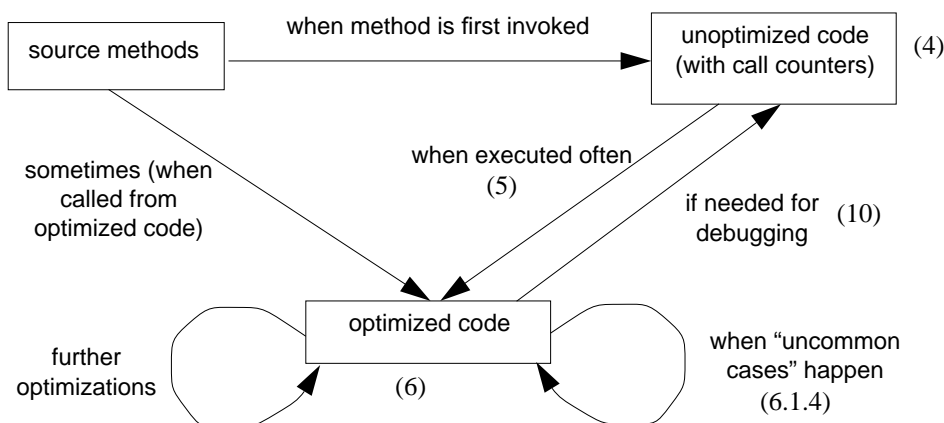 source methods
when method is first invoked
unoptimized code
(with call counters)
(4)
sometimes (when
called from
optimized code)
when executed often
(5)
if needed for
debugging
(10)
optimized code
(6)
further
optimizations
when “uncommon
cases” happen
(6.1.4)